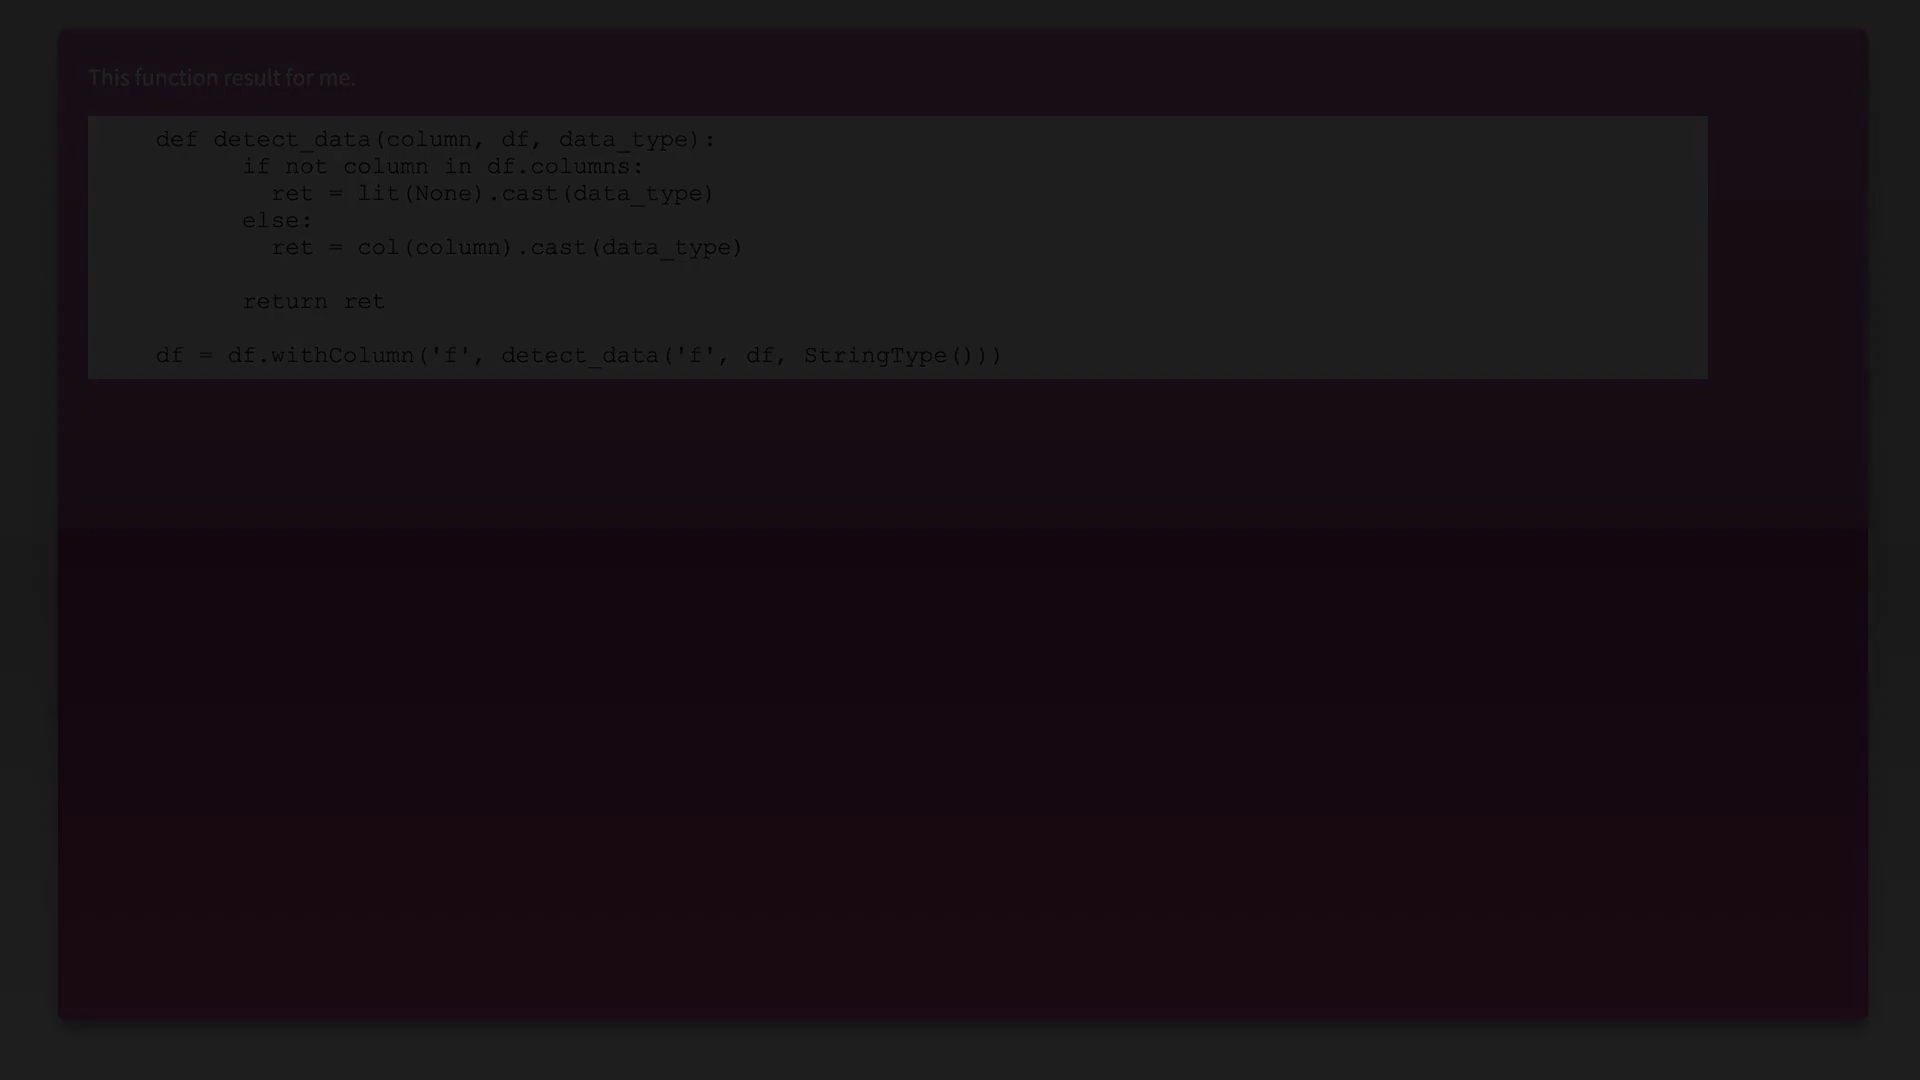 This function result for me.
def detect_data(column, df, data_type):
if not column in df.columns:
ret = lit(None).cast(data_type)
else:
ret = col(column).cast(data_type)
return ret
df = df.withColumn('f', detect_data('f', df, StringType()))